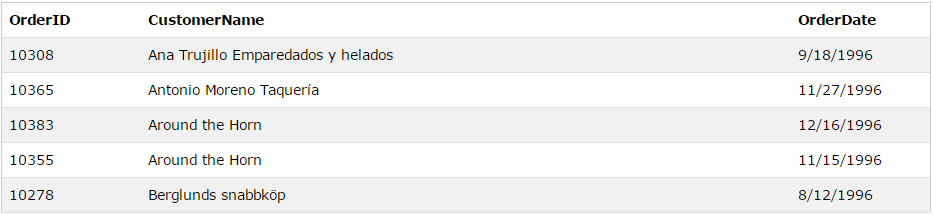 OrderID CustomerName OrderDate
10308 Ana Trujillo Emparedados y helados 9/18/1996
10365 Antonio Moreno Taquería 11/27/1996
10383 Around the Horn 12/16/1996
10355 Around the Horn 11/15/1996
10278 Berglunds snabbköp 8/12/1996